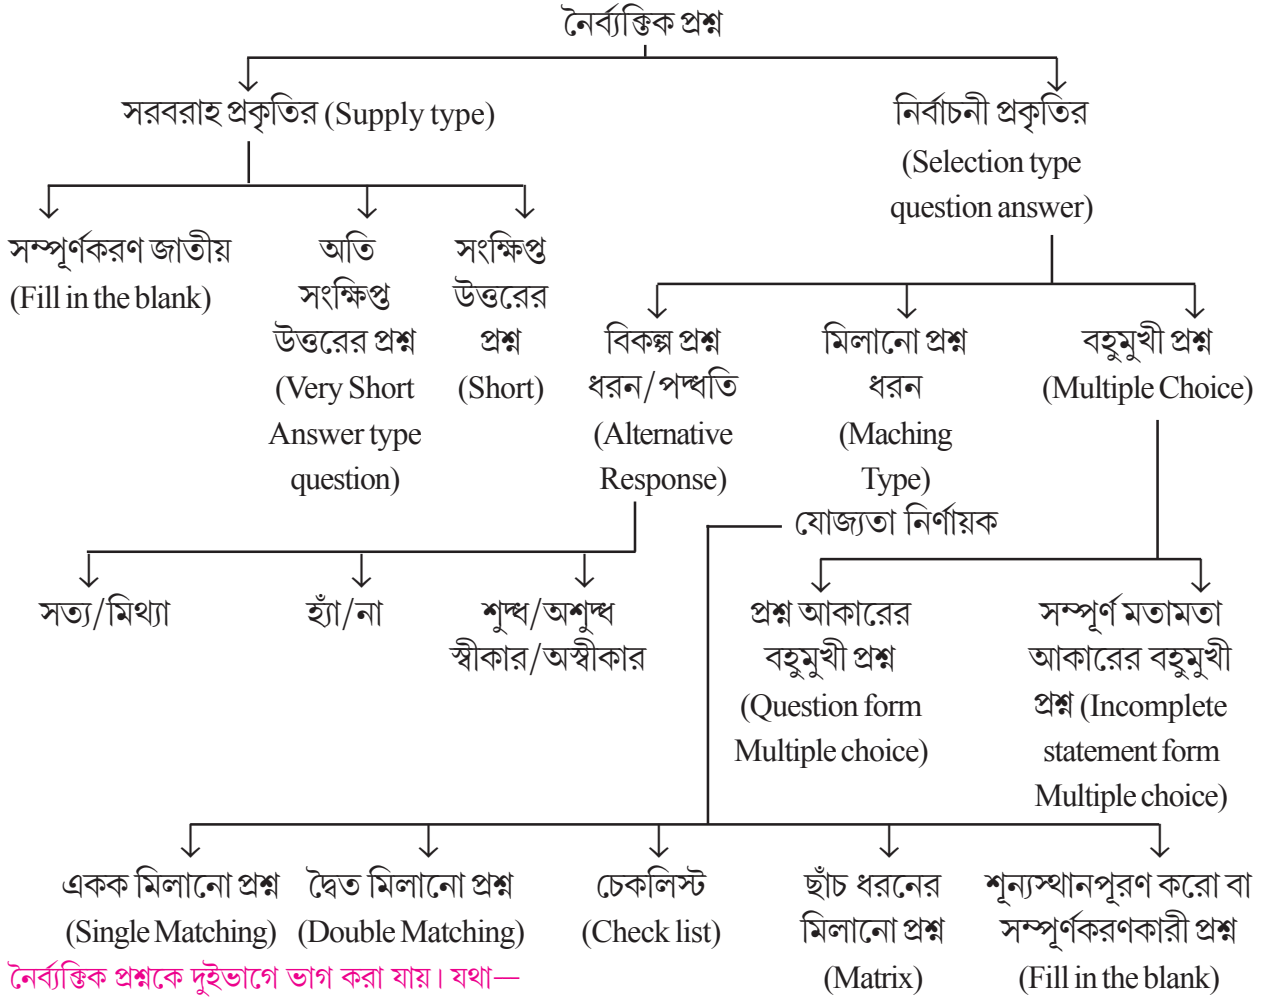 নৈর্ব্যক্তিক প্রশ্ন
সরবরাহ প্রকৃতির (Supply type)
নির্বাচনী প্রকৃতির
(Selection type
question answer)
সম্পূর্ণকরণ জাতীয়
(Fill in the blank)
অতি
সংক্ষিপ্ত
উত্তরের প্রশ্ন
(Very Short
Answer type
question)
সংক্ষিপ্ত
উত্তরের
প্রশ্ন
(Short)
বিকল্প প্রশ্ন
ধরন/পদ্ধতি
(Alternative
Response)
মিলানো প্রশ্ন
ধরন
(Maching
Type)
বহুমুখী প্রশ্ন
(Multiple Choice)
যোজ্যতা নির্ণায়ক
সত্য/মিথ্যা
হ্যাঁ/না
শুদ্ধ/অশুদ্ধ
স্বীকার/অস্বীকার
প্রশ্ন আকারের
বহুমুখী প্রশ্ন
(Question form
Multiple choice)
সম্পূর্ণ মতামতা
আকারের বহুমুখী
প্রশ্ন (Incomplete
statement form
Multiple choice)
একক মিলানো প্রশ্ন
(Single Matching)
দ্বৈত মিলানো প্রশ্ন
(Double Matching)
চেকলিস্ট
(Check list)
ছাঁচ ধরনের
মিলানো প্রশ্ন
(Matrix)
শূন্যস্থানপূরণ করো বা
সম্পূর্ণকরণকারী প্রশ্ন
(Fill in the blank)
নৈর্ব্যক্তিক প্রশ্নকে দুইভাগে ভাগ করা যায়। যথা—